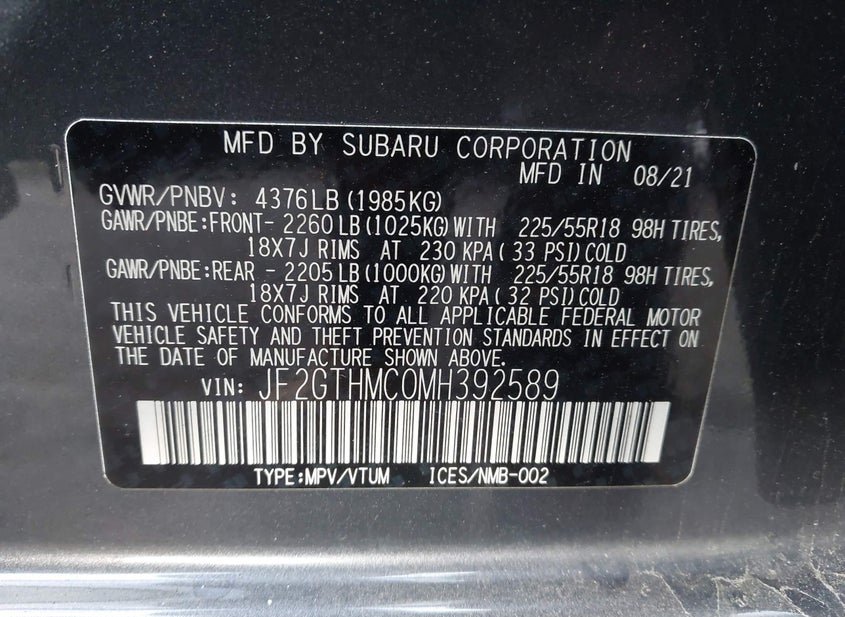 MFD BY SUBARU CORPORATION
MFD IN 08/21
GVWR/PNBV: 4376LB (1985KG)
GAWR/PNBE:FRONT- 2260 LB (1025KG)WITH 225/55R18 98H TIRES,
18X7J RIMS AT 230 KPA ( 33 PSI)COLD
GAWR/PNBE:REAR - 2205 LB (1000KG)WITH 225/55R18 98H TIRES,
18X7J RIMS AT 220 KPA ( 32 PSI)COLD
THIS VEHICLE CONFORMS TO ALL APPLICABLE FEDERAL MOTOR
VEHICLE SAFETY AND THEFT PREVENTION STANDARDS IN EFFECT ON
THE DATE OF MANUFACTURE SHOWN ABOVE.
VIN: JF2GTHMC0MH392589
TYPE:MPV/VTUM ICES/NMB-002